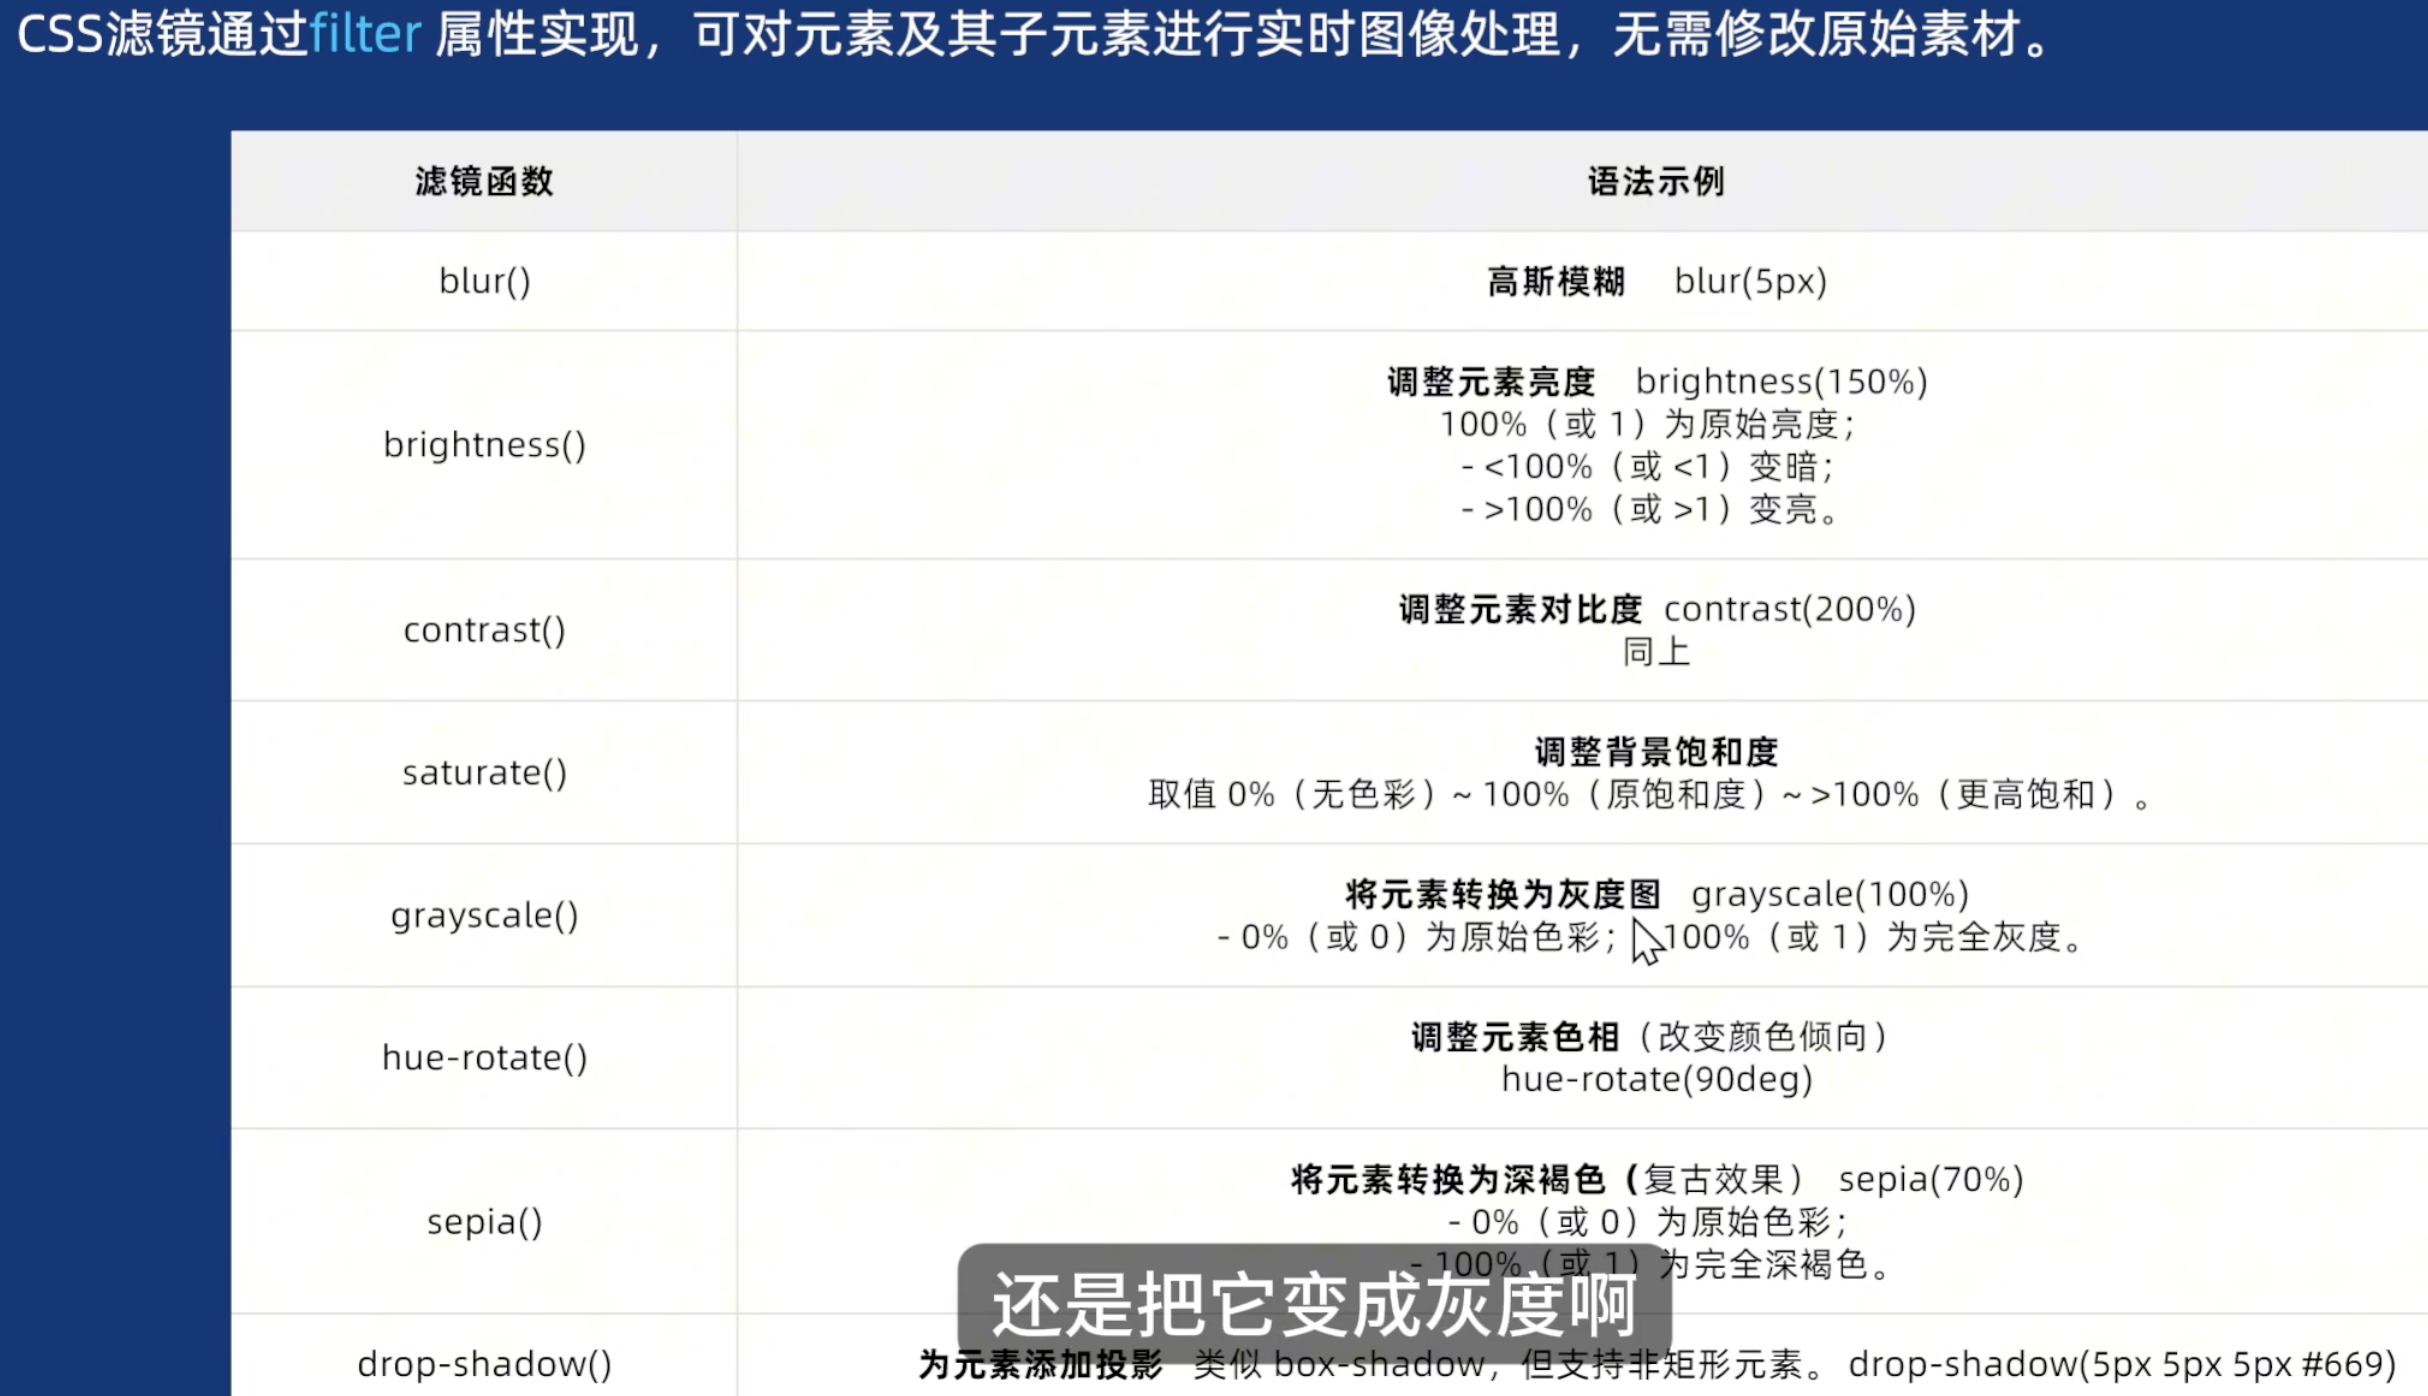 CSS滤镜通过filter 属性实现，可对元素及其子元素进行实时图像处理，无需修改原始素材。
滤镜函数 语法示例
blur() 高斯模糊 blur(5px)
调整元素亮度 brightness(150%)
100%（或 1）为原始亮度；
brightness()
- <100%（或 <1）变暗；
- >100%（或 >1）变亮。
contrast() 调整元素对比度 contrast(200%)
同上
saturate() 调整背景饱和度
取值 0%（无色彩）~ 100%（原饱和度）~ >100%（更高饱和）。
grayscale() 将元素转换为灰度图 grayscale(100%)
- 0%（或 0）为原始色彩； 100%（或 1）为完全灰度。
hue-rotate() 调整元素色相（改变颜色倾向）
hue-rotate(90deg)
将元素转换为深褐色（复古效果） sepia(70%)
sepia() - 0%（或 0）为原始色彩；
- 100%（或 1）为完全深褐色。
还是把它变成灰度啊
drop-shadow() 为元素添加投影 类似 box-shadow，但支持非矩形元素。 drop-shadow(5px 5px 5px #669)